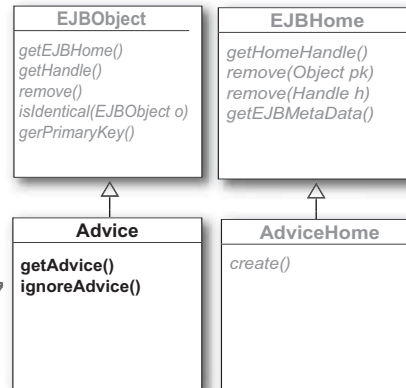 EJBObject
getEJBHome()
getHandle()
remove()
isIdentical(EJBObject o)
gerPrimaryKey()
EJBHome
getHomeHandle()
remove(Object pk)
remove(Handle h)
getEJBMetaData()
Advice
getAdvice()
ignoreAdvice()
AdviceHome
create()